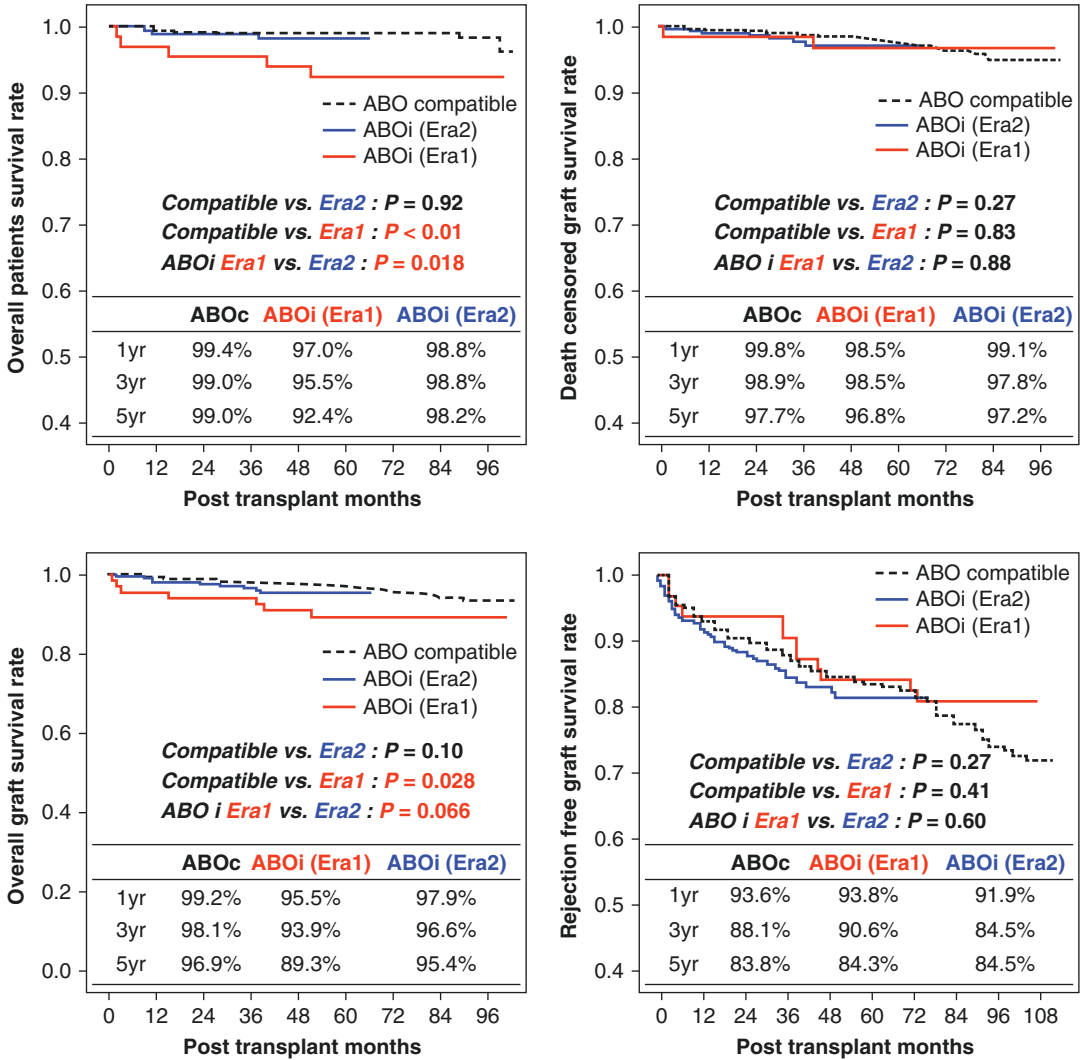 Overall patients survival rate
1.0
0.9
0.8
0.7
0.6
0.5
0.4
ABO compatible
ABOi (Era2)
ABOi (Era1)
Compatible vs. Era2 : P = 0.92
Compatible vs. Era1 : P < 0.01
ABOi Era1 vs. Era2 : P = 0.018
ABOc ABOi (Era1) ABOi (Era2)
1yr 99.4% 97.0% 98.8%
3yr 99.0% 95.5% 98.8%
5yr 99.0% 92.4% 98.2%
0 12 24 36 48 60 72 84 96
Post transplant months
Death censored graft survival rate
1.0
0.9
0.8
0.7
0.6
0.5
0.4
ABO compatible
ABOi (Era2)
ABOi (Era1)
Compatible vs. Era2 : P = 0.27
Compatible vs. Era1 : P = 0.83
ABO i Era1 vs. Era2 : P = 0.88
ABOc ABOi (Era1) ABOi (Era2)
1yr 99.8% 98.5% 99.1%
3yr 98.9% 98.5% 97.8%
5yr 97.7% 96.8% 97.2%
0 12 24 36 48 60 72 84 96
Post transplant months
Overall graft survival rate
1.0
0.8
0.6
0.4
0.2
0.0
ABO compatible
ABOi (Era2)
ABOi (Era1)
Compatible vs. Era2 : P = 0.10
Compatible vs. Era1 : P = 0.028
ABO i Era1 vs. Era2 : P = 0.066
ABOc ABOi (Era1) ABOi (Era2)
1yr 99.2% 95.5% 97.9%
3yr 98.1% 93.9% 96.6%
5yr 96.9% 89.3% 95.4%
0 12 24 36 48 60 72 84 96
Post transplant months
Rejection free graft survival rate
1.0
0.9
0.8
0.7
0.6
0.5
0.4
ABO compatible
ABOi (Era2)
ABOi (Era1)
Compatible vs. Era2 : P = 0.27
Compatible vs. Era1 : P = 0.41
ABO i Era1 vs. Era2 : P = 0.60
ABOc ABOi (Era1) ABOi (Era2)
1yr 93.6% 93.8% 91.9%
3yr 88.1% 90.6% 84.5%
5yr 83.8% 84.3% 84.5%
0 12 24 36 48 60 72 84 96 108
Post transplant months